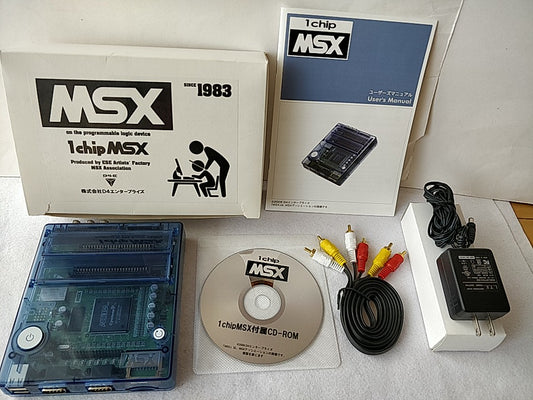 MSX
SINCE 1983
on the programmable logic device
1chipMSX
Produced by ESE Artists' Factory
MSX Association
D4E
株式会社D4エンタープライズ
1chip
MSX
ユーザーズマニュアル
User's Manual
1chip
MSX
1chipMSX付属CD-ROM
MSX